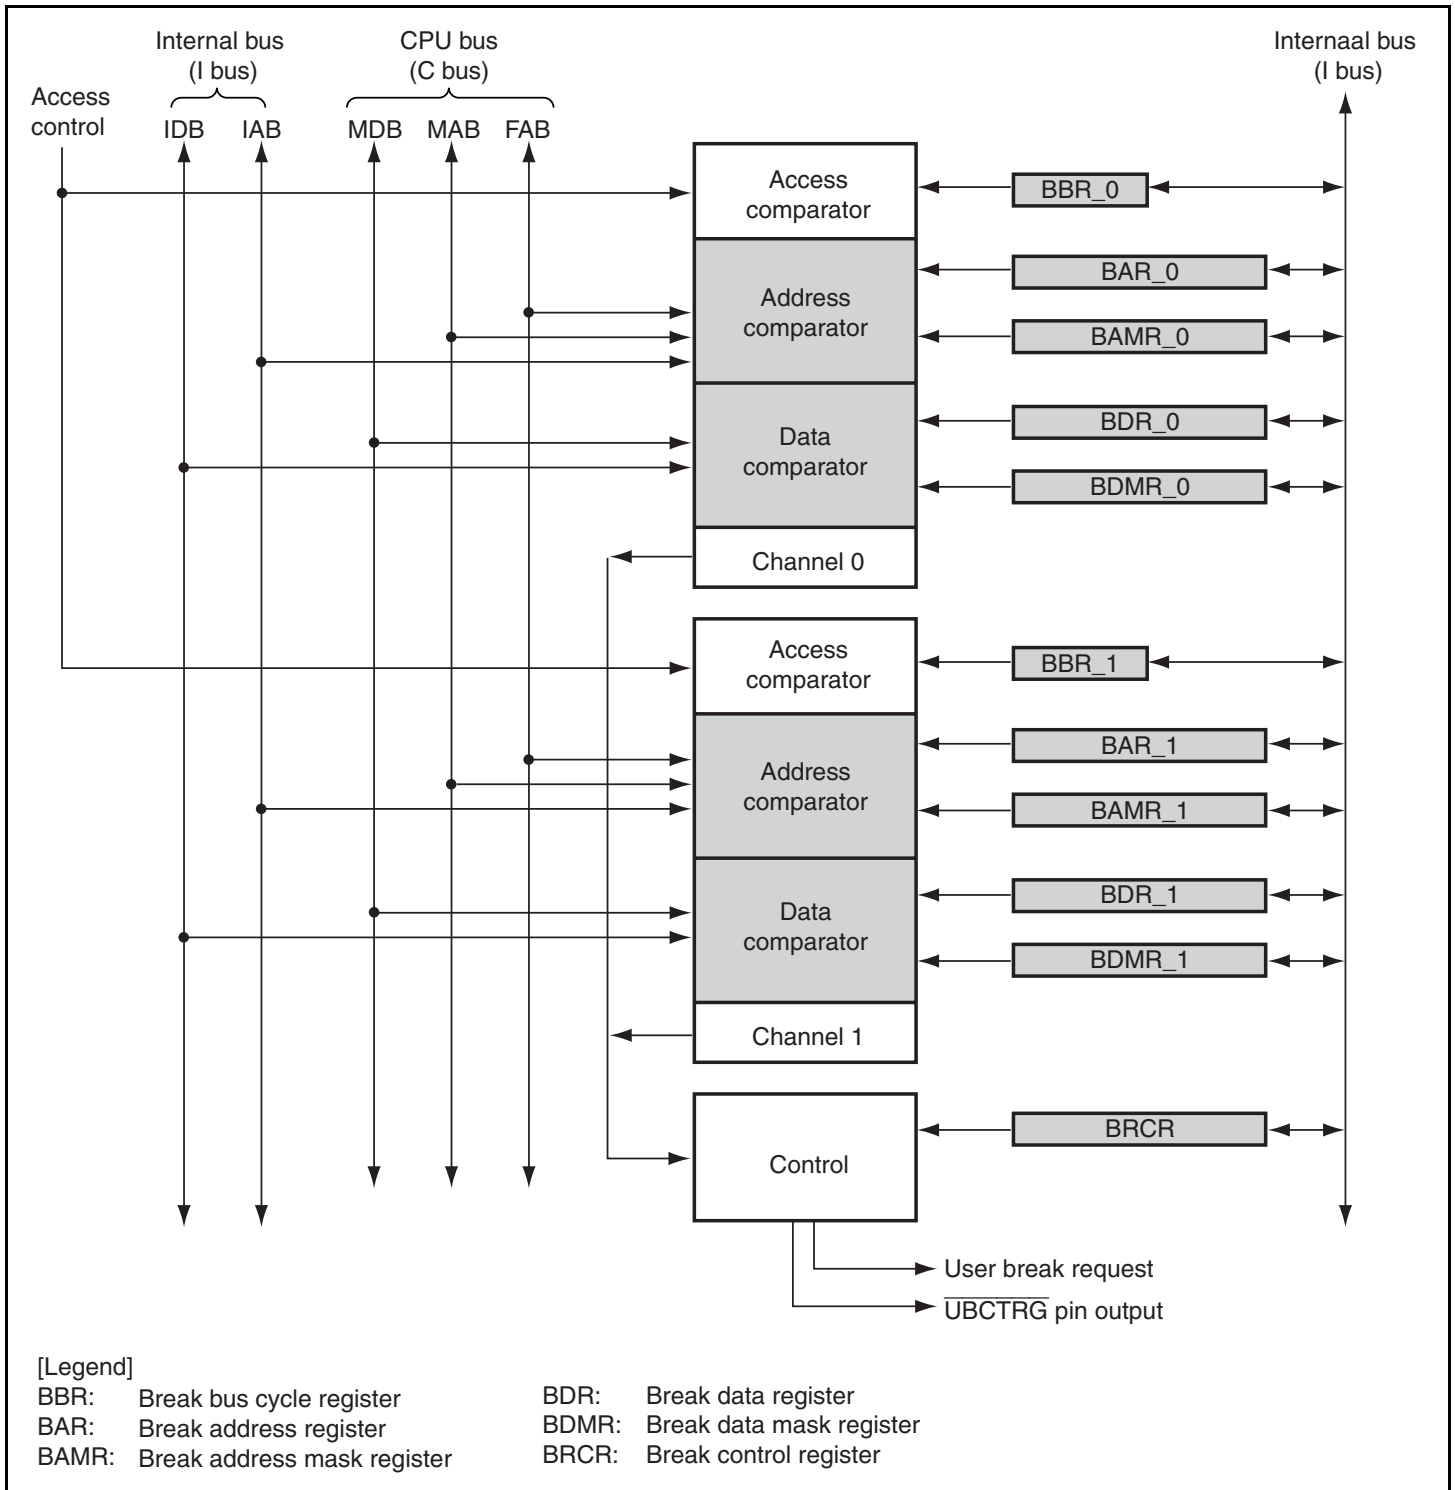 Internal bus
(I bus)
CPU bus
(C bus)
Internaal bus
(I bus)
Access
control
IDB
IAB
MDB
MAB
FAB
Access
comparator
BBR_0
Address
comparator
BAR_0
BAMR_0
Data
comparator
BDR_0
BDMR_0
Channel 0
Access
comparator
BBR_1
Address
comparator
BAR_1
BAMR_1
Data
comparator
BDR_1
BDMR_1
Channel 1
Control
BRCR
User break request
UBCTRG pin output
[Legend]
BBR: Break bus cycle register
BAR: Break address register
BAMR: Break address mask register
BDR: Break data register
BDMR: Break data mask register
BRCR: Break control register